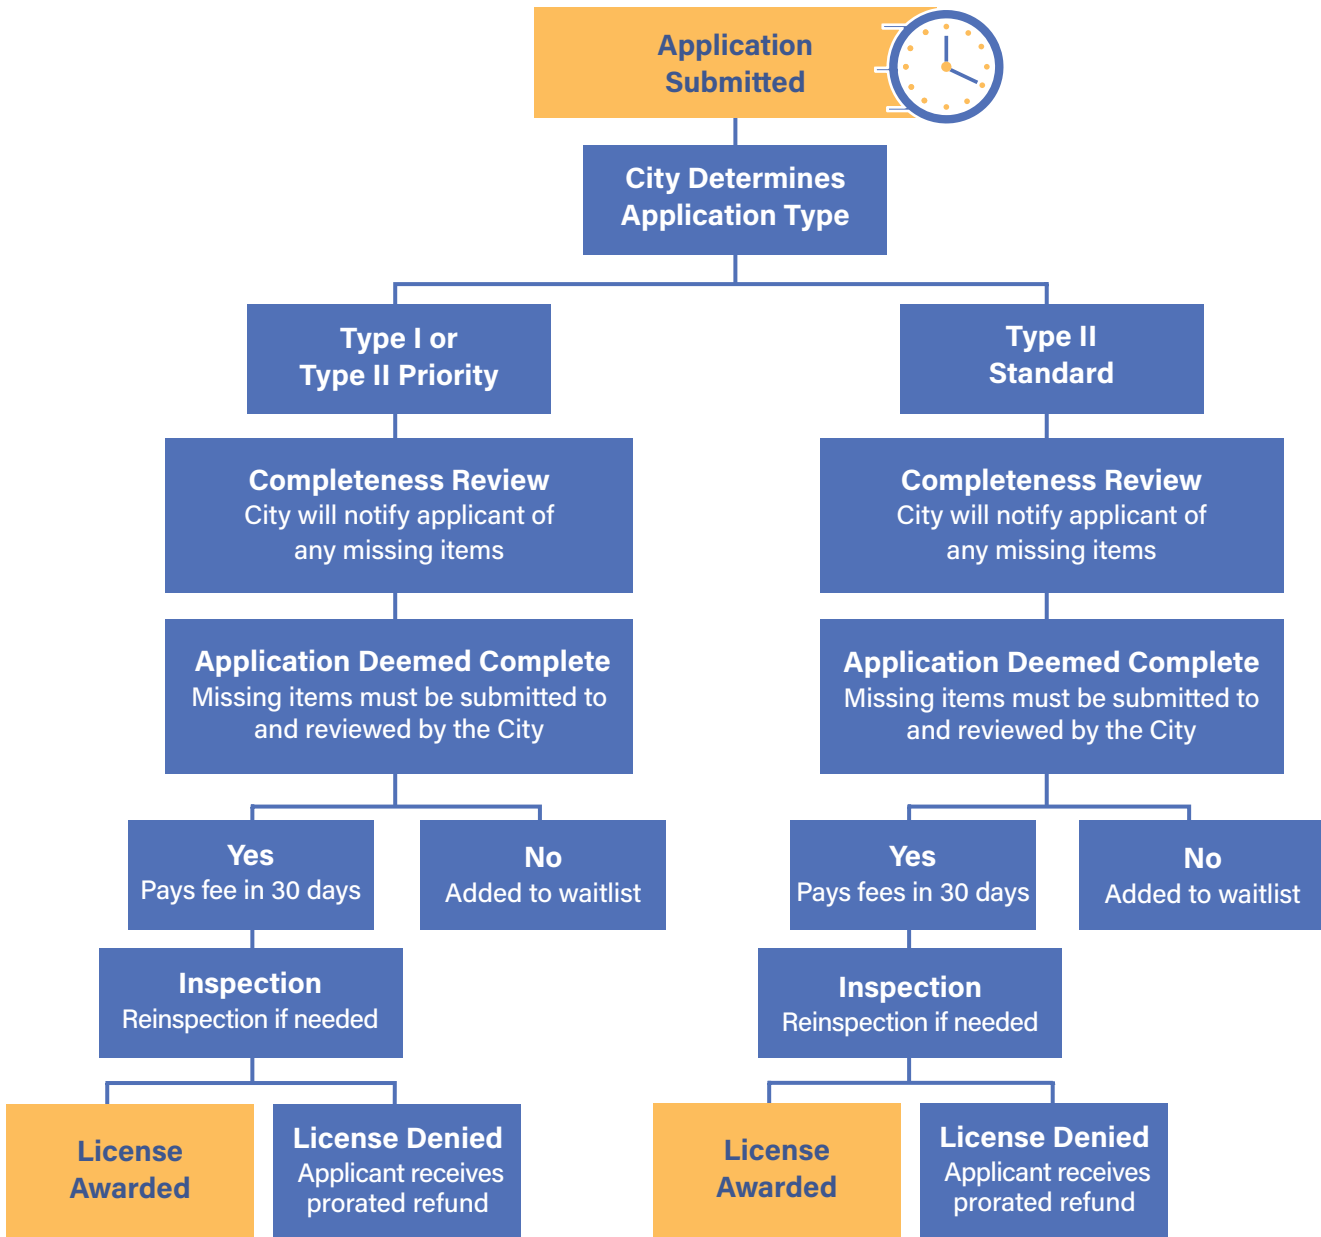 Application
Submitted
City Determines
Application Type
Type I or
Type II Priority
Type II
Standard
Completeness Review
City will notify applicant of
any missing items
Completeness Review
City will notify applicant of
any missing items
Application Deemed Complete
Missing items must be submitted to
and reviewed by the City
Application Deemed Complete
Missing items must be submitted to
and reviewed by the City
Yes
Pays fee in 30 days
No
Added to waitlist
Yes
Pays fees in 30 days
No
Added to waitlist
Inspection
Reinspection if needed
Inspection
Reinspection if needed
License
Awarded
License Denied
Applicant receives
prorated refund
License
Awarded
License Denied
Applicant receives
prorated refund